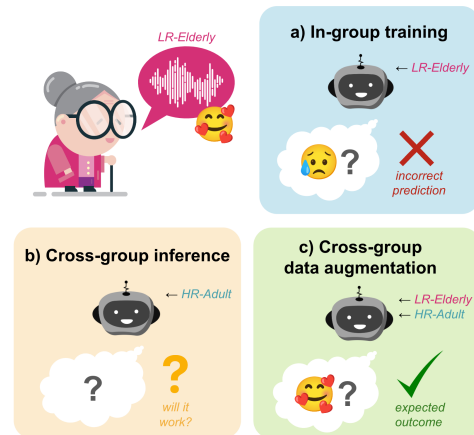 LR-Elderly
a) In-group training
← LR-Elderly
?
incorrect
prediction
b) Cross-group inference
← HR-Adult
?
?
will it
work?
c) Cross-group
data augmentation
← LR-Elderly
← HR-Adult
?
expected
outcome